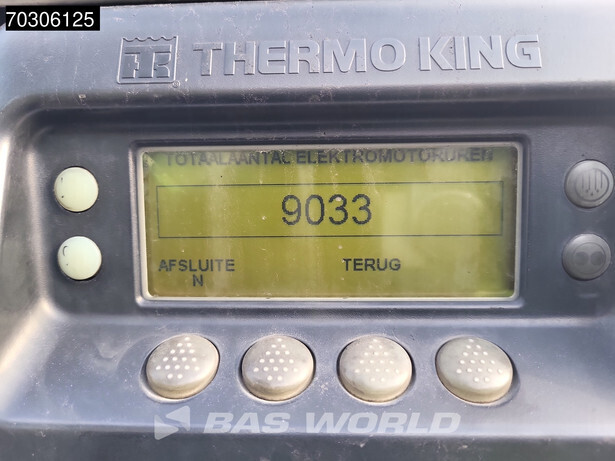 70306125
THERMO KING
TOTAALAANTAL ELEKTROMOTORUREN
9033
AFSLUITE TERUG
N
BAS WORLD